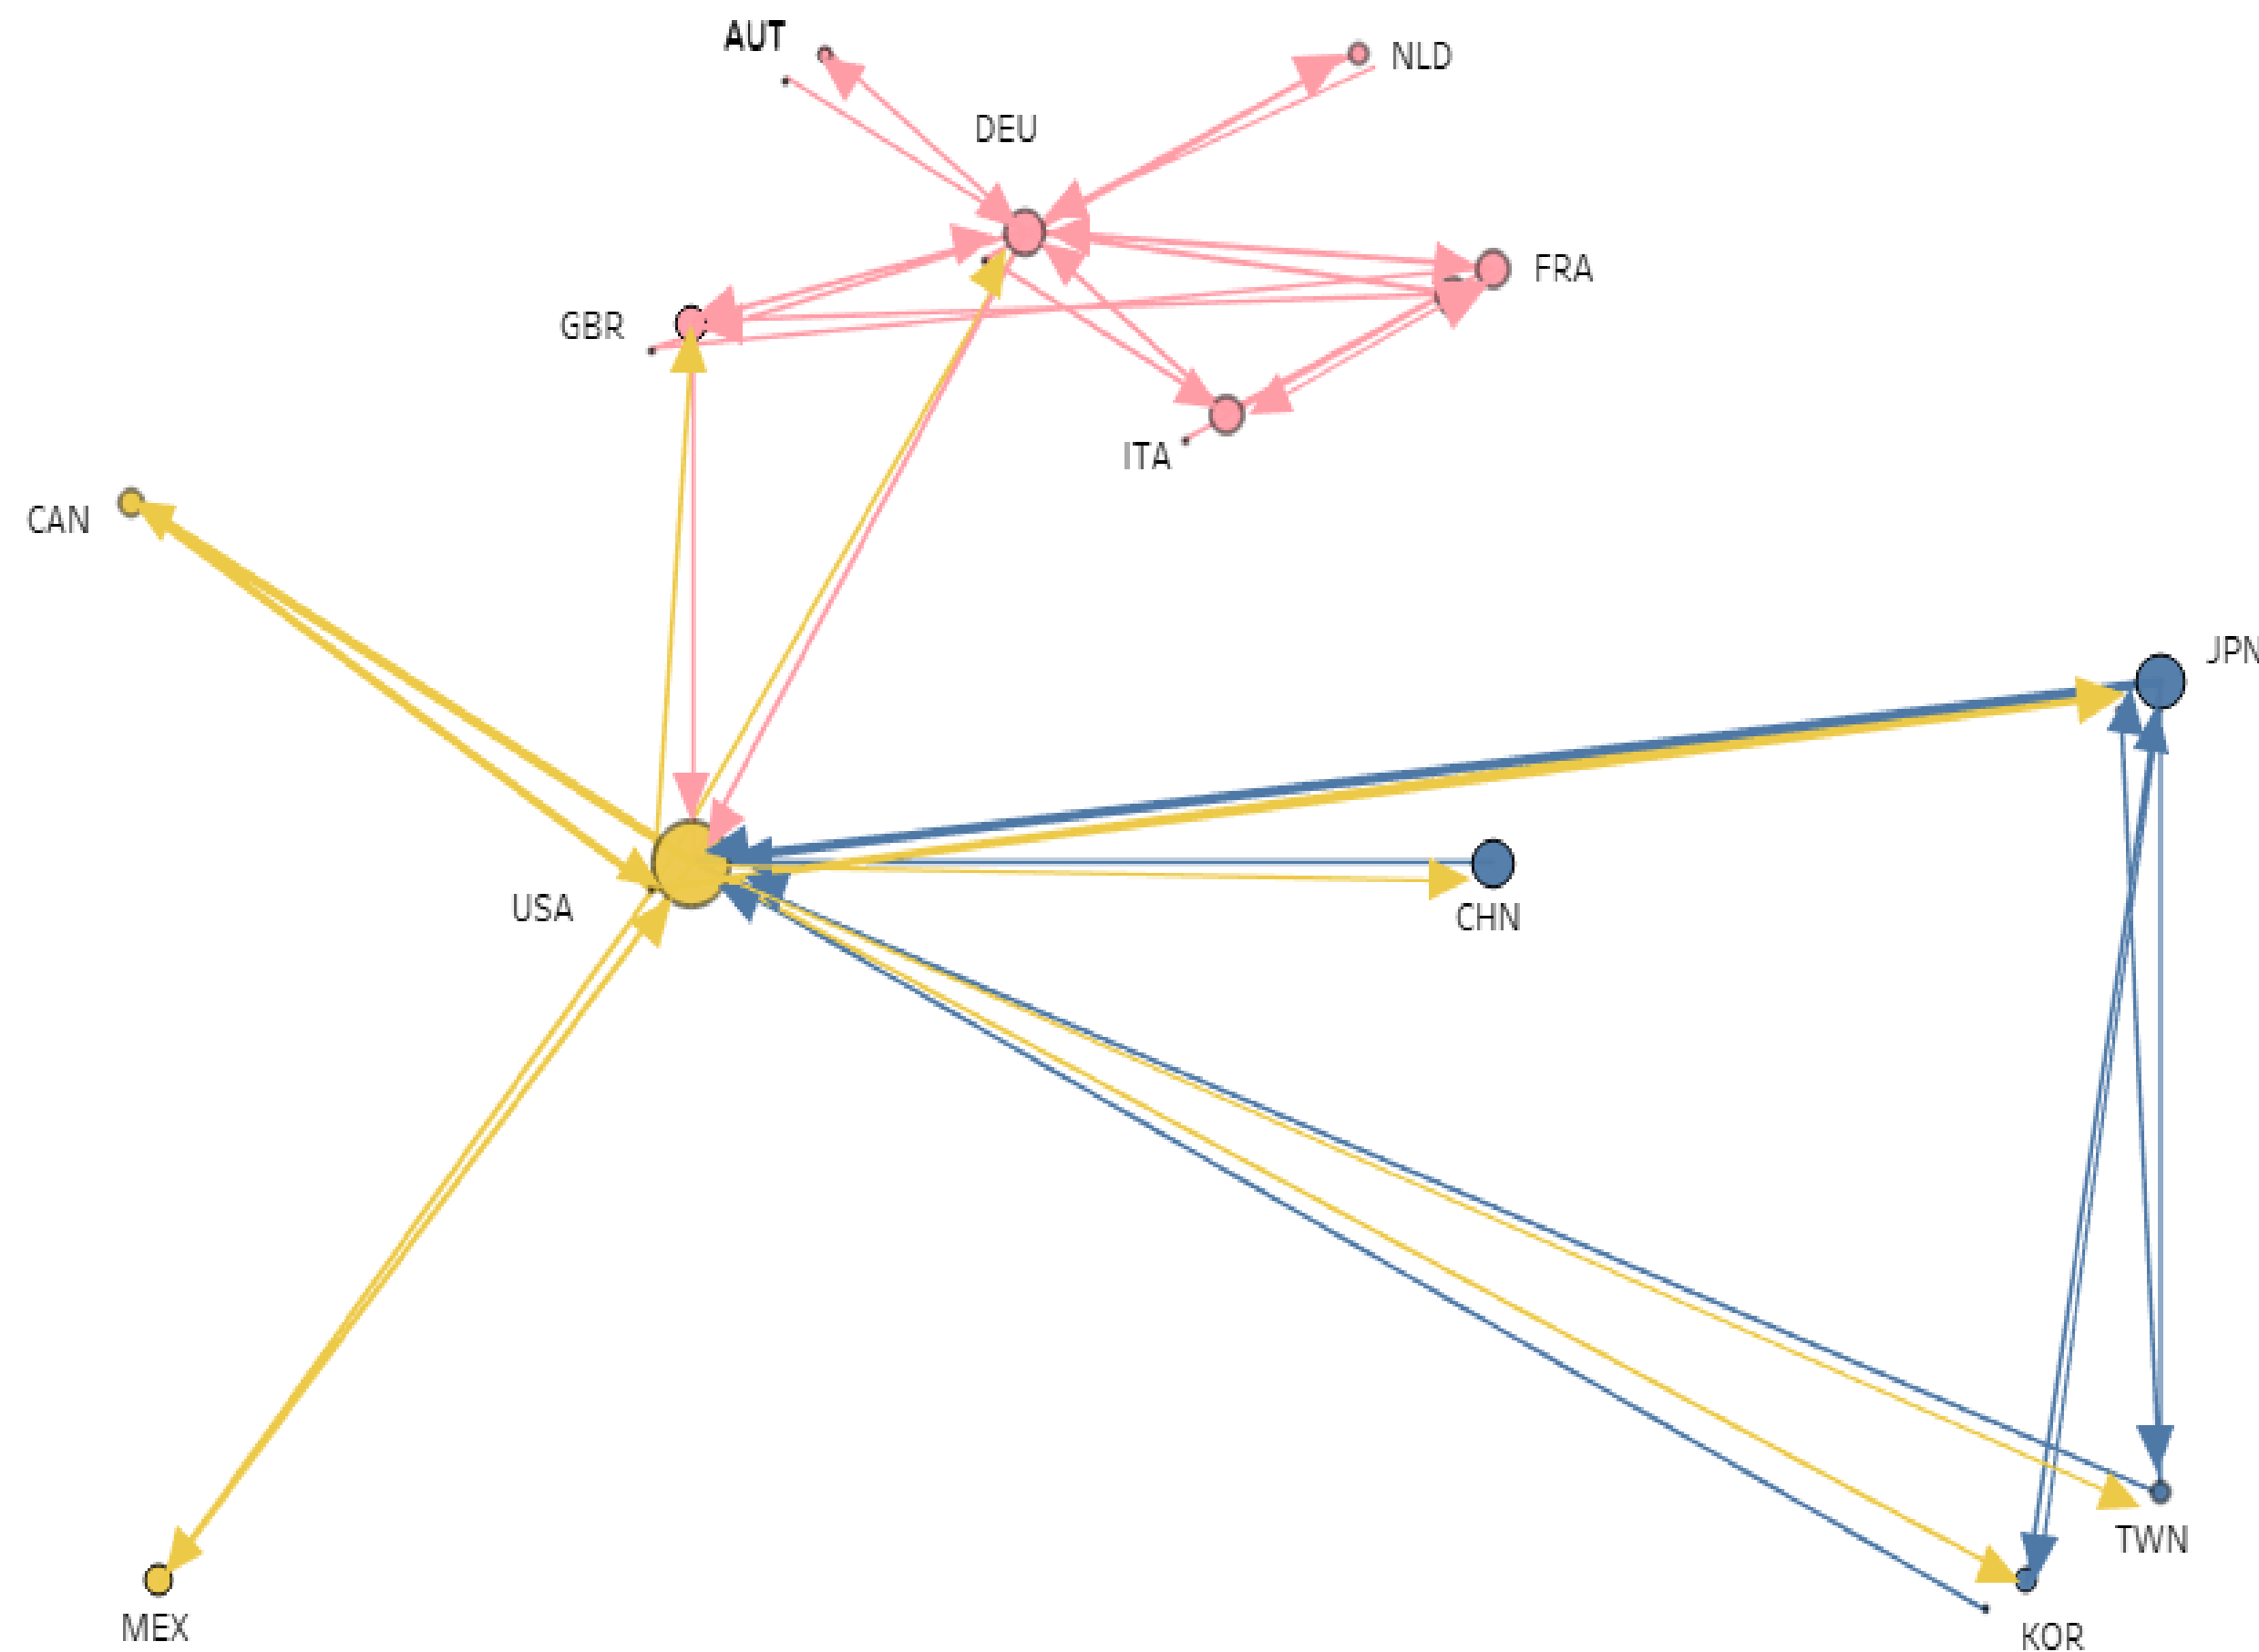 AUT
NLD
DEU
FRA
GBR
ITA
CAN
JPN
USA
CHN
TWN
MEX
KOR